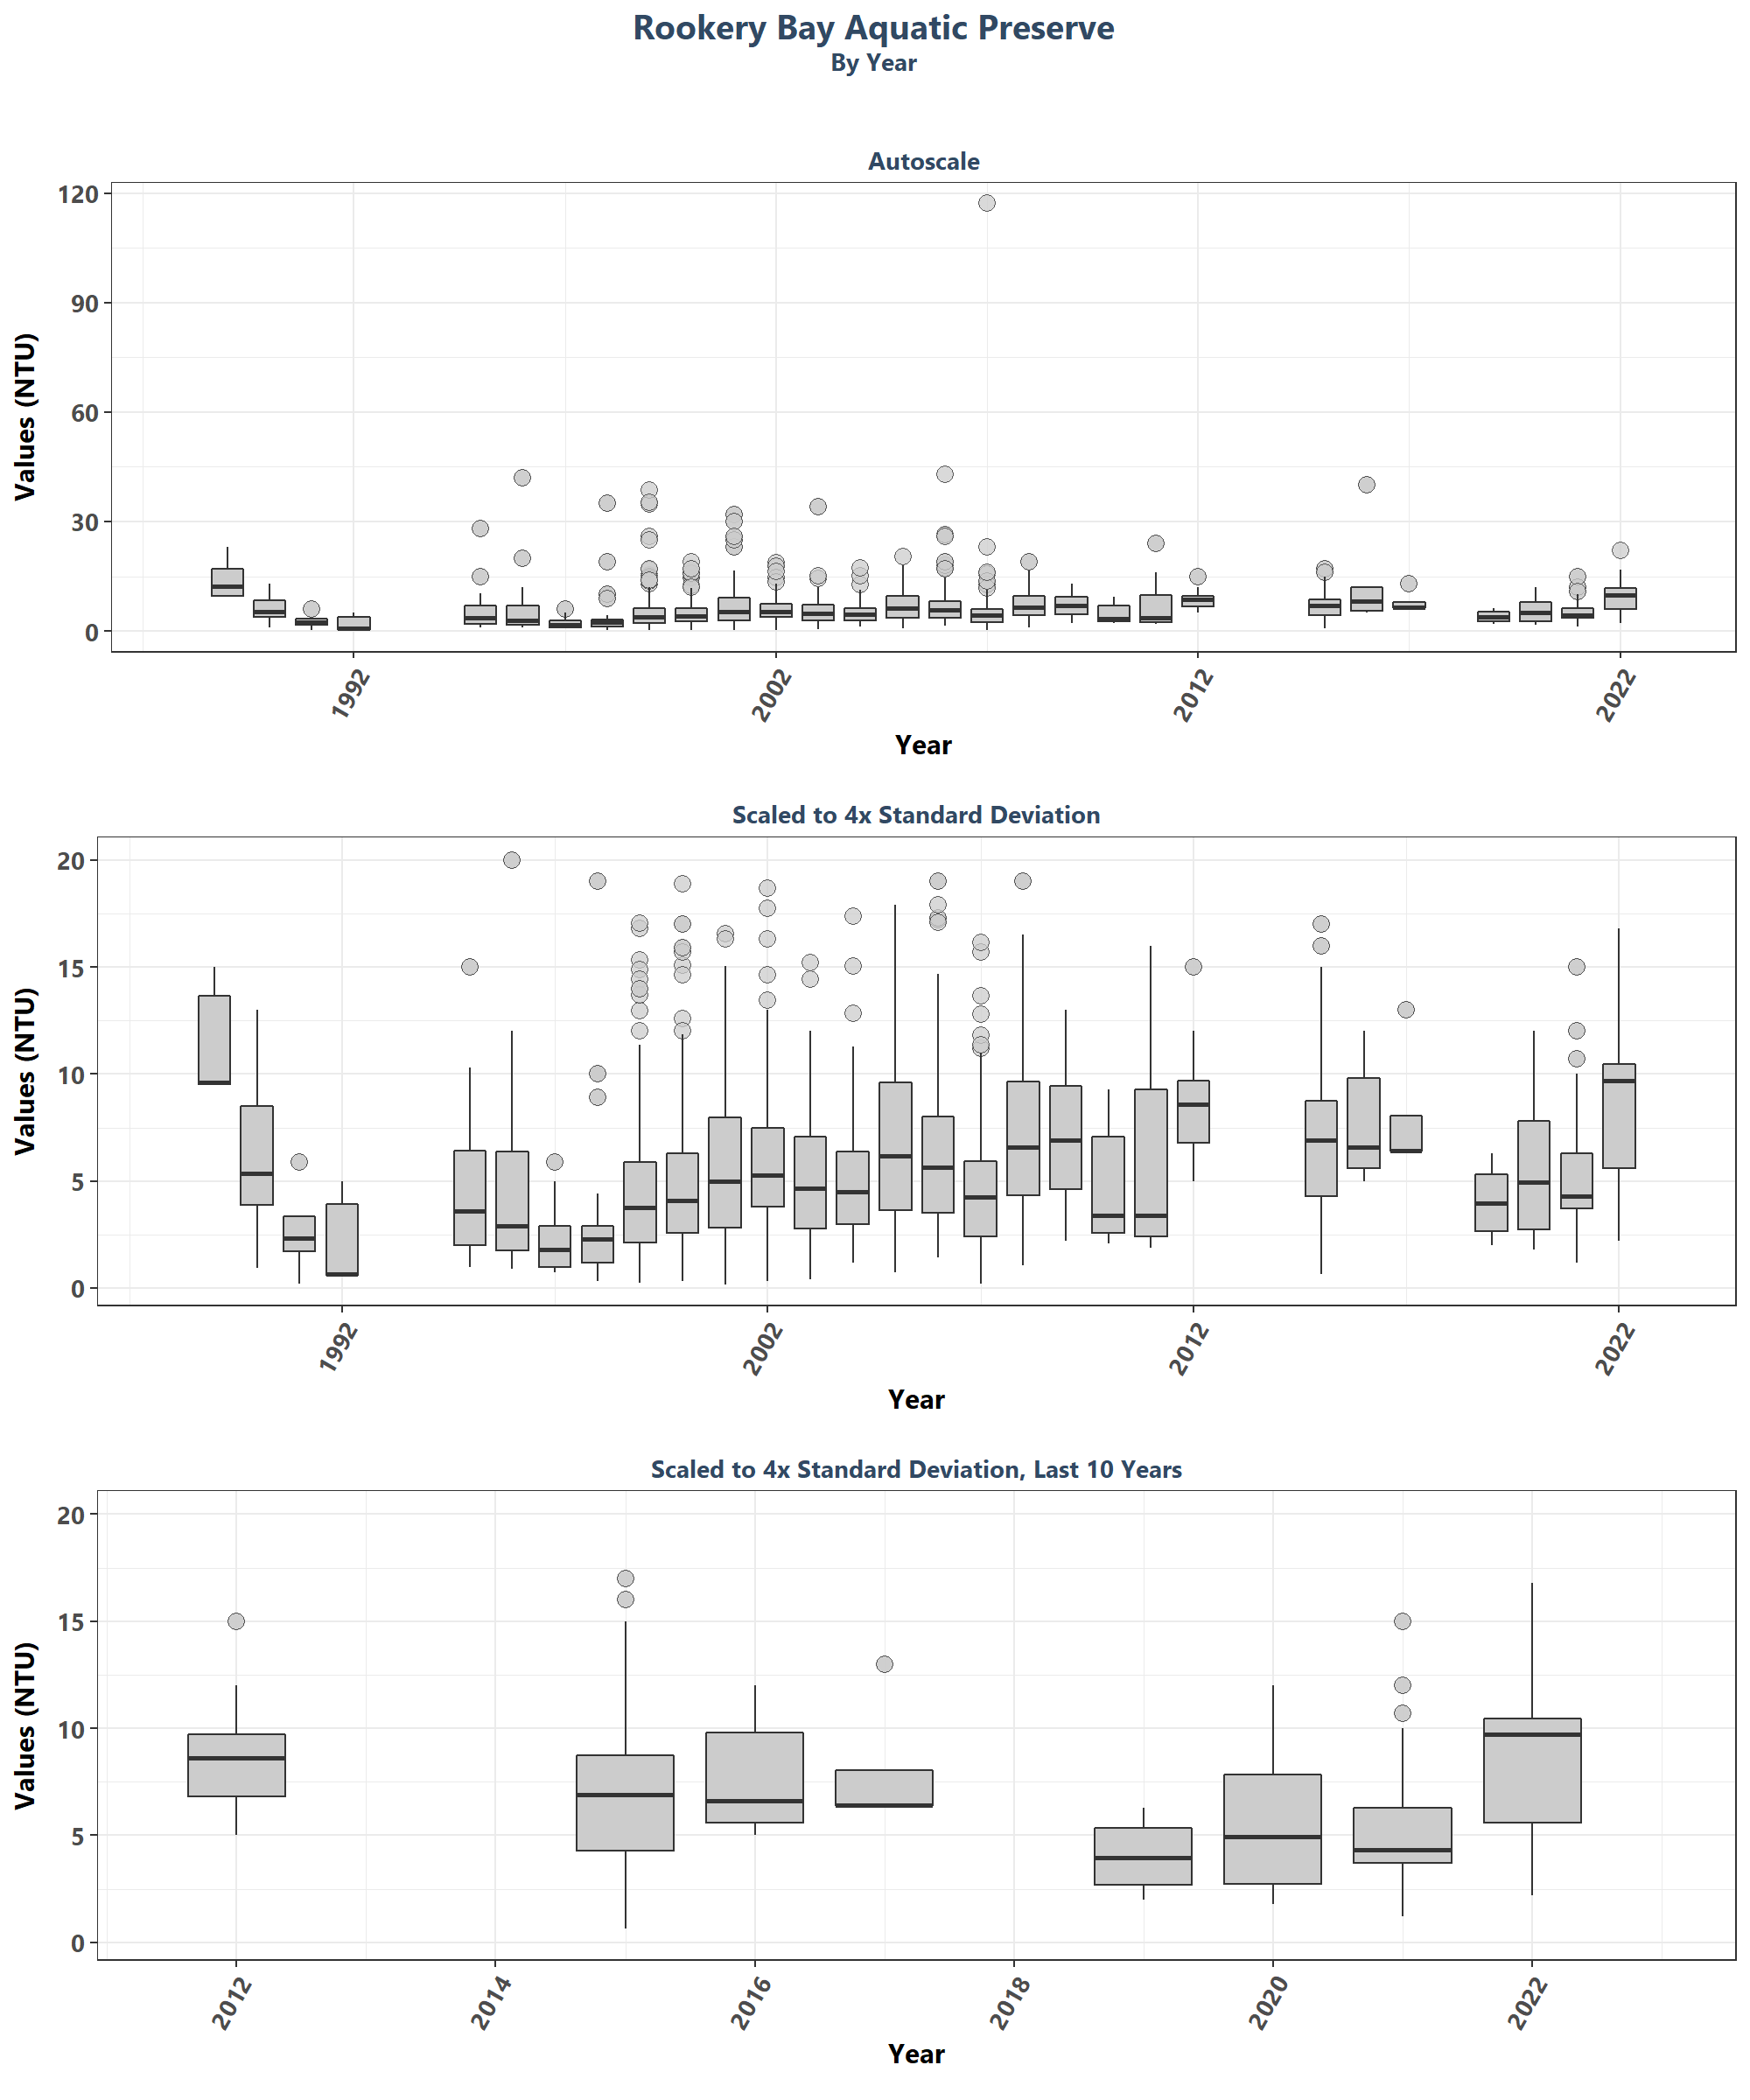 Rookery Bay Aquatic Preserve
By Year
Autoscale
Values (NTU)
120
90
60
30
0
1992
2002
2012
2022
Year
Scaled to 4x Standard Deviation
Values (NTU)
20
15
10
5
0
1992
2002
2012
2022
Year
Scaled to 4x Standard Deviation, Last 10 Years
Values (NTU)
20
15
10
5
0
2012
2014
2016
2018
2020
2022
Year